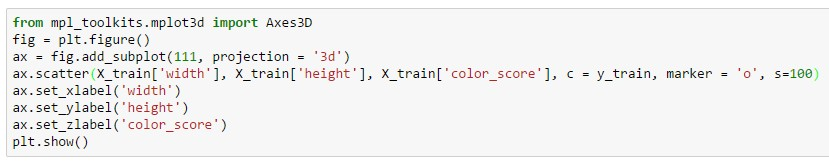 from mpl_toolkits.mplot3d import Axes3D
fig = plt.figure()
ax = fig.add_subplot(111, projection = '3d')
ax.scatter(X_train['width'], X_train['height'], X_train['color_score'], c = y_train, marker = 'o', s=100)
ax.set_xlabel('width')
ax.set_ylabel('height')
ax.set_zlabel('color_score')
plt.show()